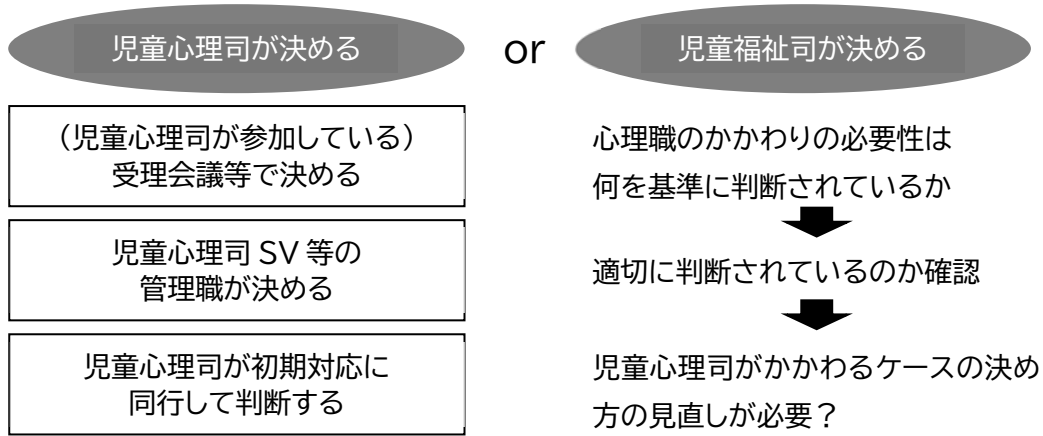 児童心理司が決める
or
児童福祉司が決める
（児童心理司が参加している）
受理会議等で決める
児童心理司 SV 等の
管理職が決める
児童心理司が初期対応に
同行して判断する
心理職のかかわりの必要性は
何を基準に判断されているか
適切に判断されているのか確認
児童心理司がかかわるケースの決め
方の見直しが必要？